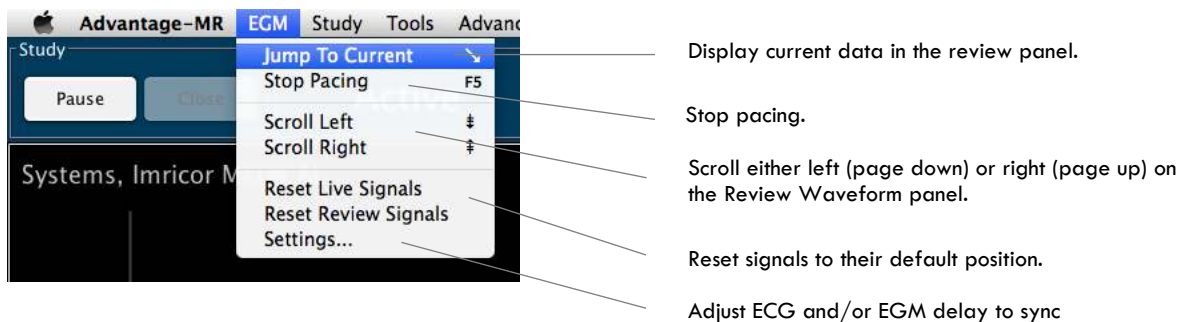 Advantage-MR EGM Study Tools Advanc
Study
Jump To Current ↘
Stop Pacing F5
Pause Close Active
Scroll Left ⇟
Scroll Right ⇞
Systems, Imricor M
Reset Live Signals
Reset Review Signals
Settings...
Display current data in the review panel.
Stop pacing.
Scroll either left (page down) or right (page up) on
the Review Waveform panel.
Reset signals to their default position.
Adjust ECG and/or EGM delay to sync